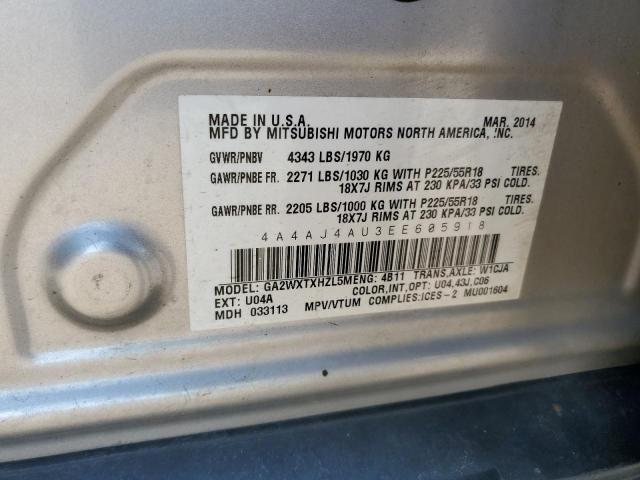 MADE IN U.S.A. MAR. 2014
MFD BY MITSUBISHI MOTORS NORTH AMERICA, INC.
GVWR/PNBV 4343 LBS/1970 KG
GAWR/PNBE FR. 2271 LBS/1030 KG WITH P225/55R18 TIRES.
18X7J RIMS AT 230 KPA/33 PSI COLD.
GAWR/PNBE RR. 2205 LBS/1000 KG WITH P225/55R18 TIRES.
18X7J RIMS AT 230 KPA/33 PSI COLD.
4A4AJ4AU3EE605918
MODEL: GA2WXTXHZL5M ENG: 4B11 TRANS,AXLE: W1CJA
EXT: U04A COLOR,INT,OPT: U04,43J,C06
MDH 033113 MPV/VTUM COMPLIES:ICES-2 MU001604